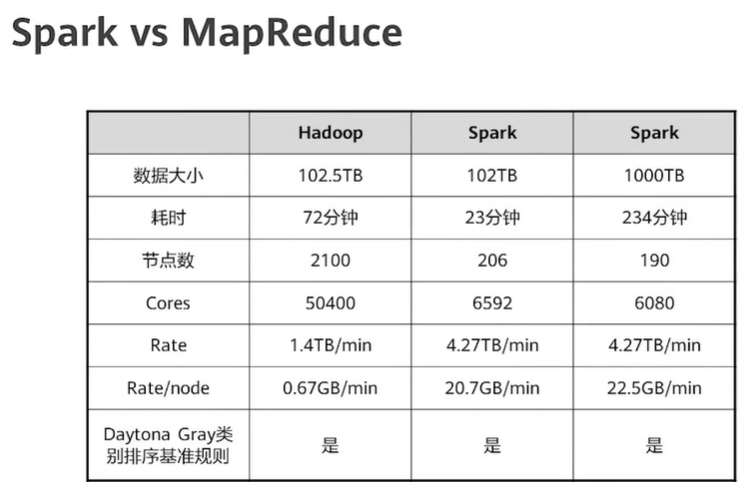 Spark vs MapReduce
Hadoop Spark Spark
数据大小 102.5TB 102TB 1000TB
耗时 72分钟 23分钟 234分钟
节点数 2100 206 190
Cores 50400 6592 6080
Rate 1.4TB/min 4.27TB/min 4.27TB/min
Rate/node 0.67GB/min 20.7GB/min 22.5GB/min
Daytona Gray类
别排序基准规则 是 是 是